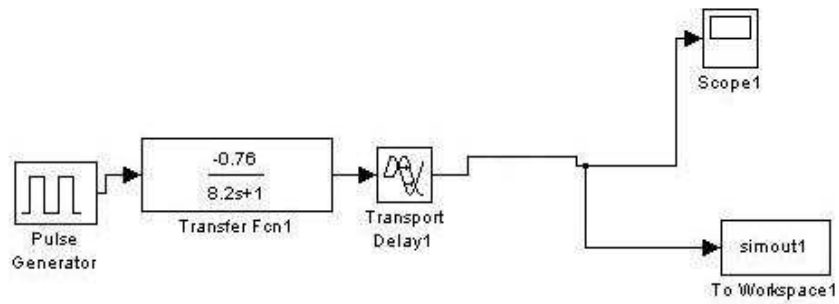 Scope1
-0.76
8.2s+1
Transfer Fcn1
Pulse
Generator
Transport
Delay1
simout1
To Workspace1